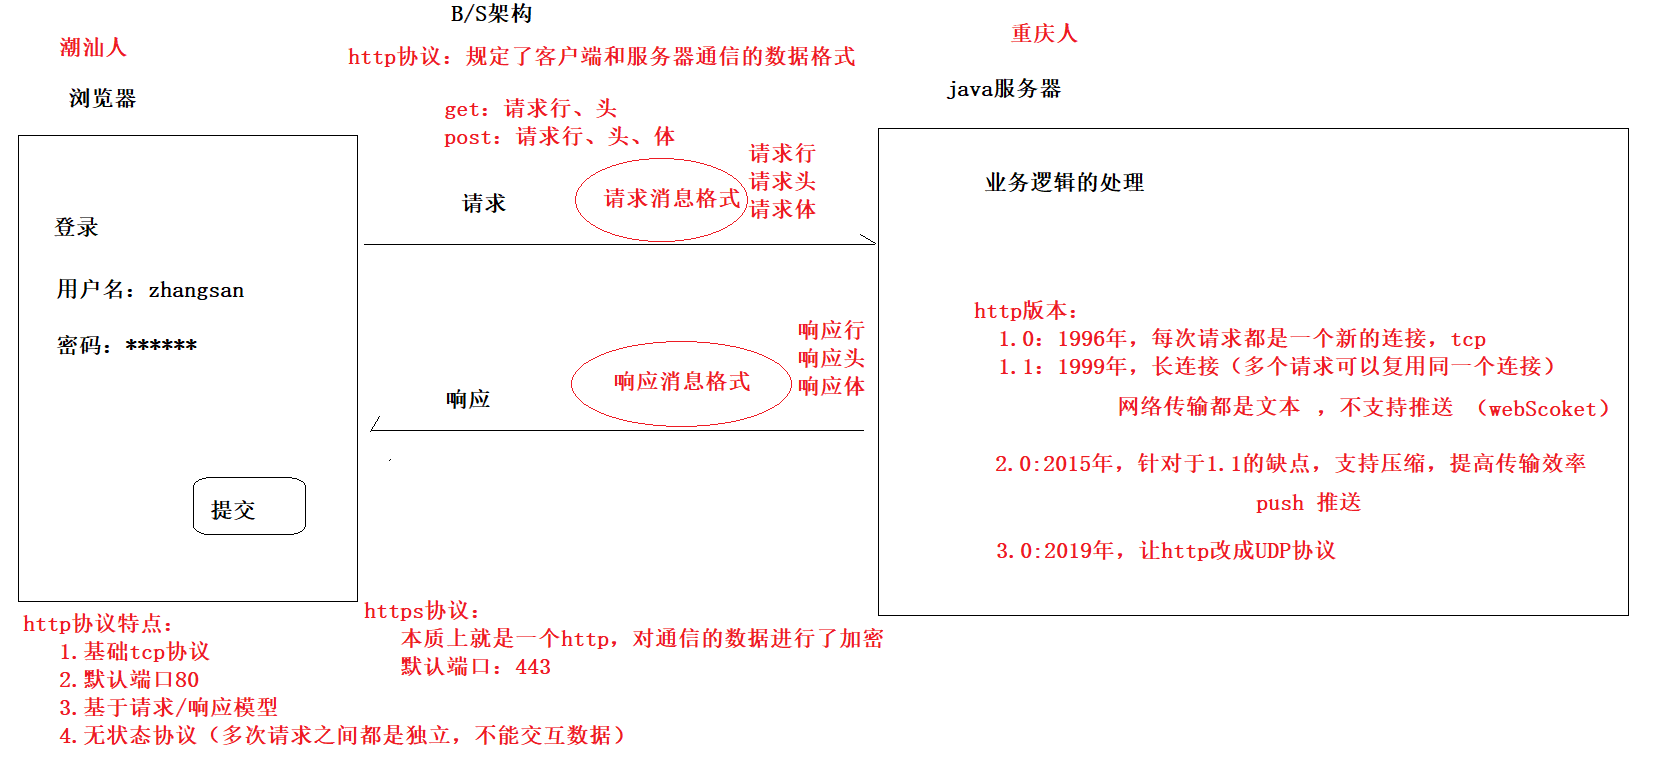 B/S架构
潮汕人
http协议：规定了客户端和服务器通信的数据格式
重庆人
浏览器
java服务器
get：请求行、头
post：请求行、头、体
请求
请求消息格式
请求行
请求头
请求体
业务逻辑的处理
登录
用户名：zhangsan
密码：******
提交
响应
响应消息格式
响应行
响应头
响应体
http版本：
1.0：1996年，每次请求都是一个新的连接，tcp
1.1：1999年，长连接（多个请求可以复用同一个连接）
网络传输都是文本 ，不支持推送 （webScoket）
2.0:2015年，针对于1.1的缺点，支持压缩，提高传输效率
push 推送
3.0:2019年，让http改成UDP协议
http协议特点：
1.基础tcp协议
2.默认端口80
3.基于请求/响应模型
4.无状态协议（多次请求之间都是独立，不能交互数据）
https协议：
本质上就是一个http，对通信的数据进行了加密
默认端口：443